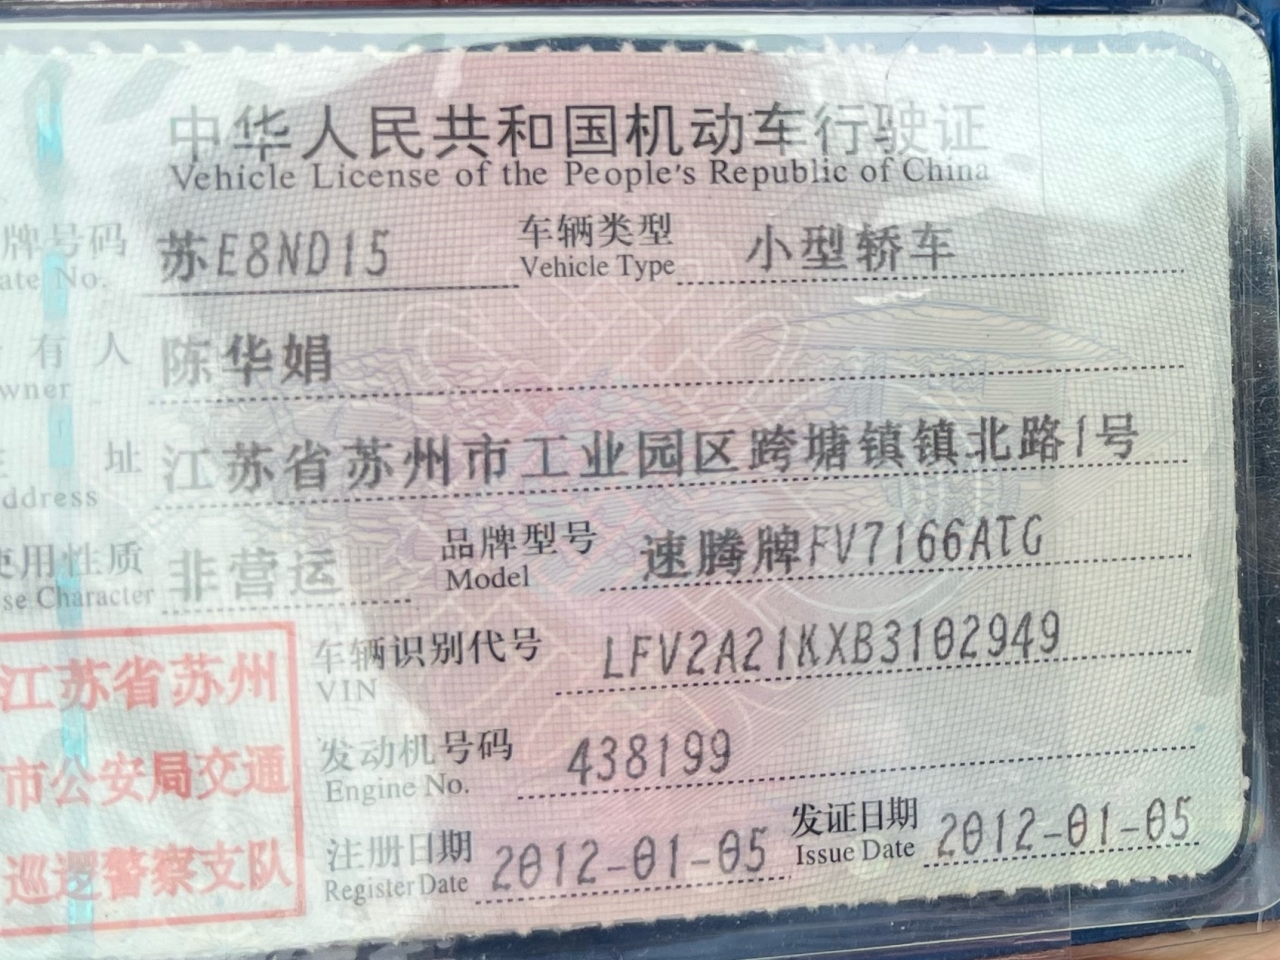 中华人民共和国机动车行驶证
Vehicle License of the People's Republic of China
牌号码 苏E8ND15 车辆类型 小型轿车
ate No. Vehicle Type
有人 陈华娟
wner
址 江苏省苏州市工业园区跨塘镇镇北路1号
ddress
使用性质 非营运 品牌型号 速腾牌FV7166ATG
se Character Model
车辆识别代号 LFV2A21KXB3102949
VIN
发动机号码 438199
Engine No.
注册日期 2012-01-05 发证日期 2012-01-05
Register Date Issue Date
江苏省苏州
市公安局交通
巡逻警察支队